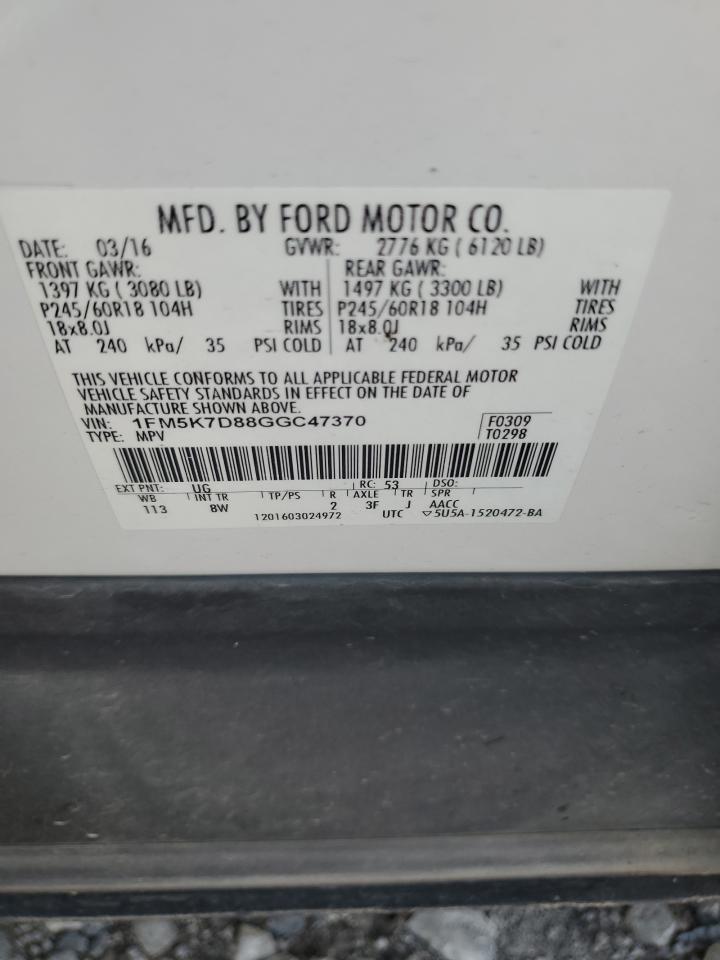 MFD. BY FORD MOTOR CO.
DATE: 03/16 GVWR: 2776 KG ( 6120 LB)
FRONT GAWR: REAR GAWR:
1397 KG ( 3080 LB) WITH 1497 KG ( 3300 LB) WITH
P245/60R18 104H TIRES P245/60R18 104H TIRES
18x8.0J RIMS 18x8.0J RIMS
AT 240 kPa/ 35 PSI COLD AT 240 kPa/ 35 PSI COLD
THIS VEHICLE CONFORMS TO ALL APPLICABLE FEDERAL MOTOR
VEHICLE SAFETY STANDARDS IN EFFECT ON THE DATE OF
MANUFACTURE SHOWN ABOVE.
VIN: 1FM5K7D88GGC47370 F0309
TYPE: MPV T0298
EXT PNT: UG RC: 53 DSO:
WB INT TR TP/PS R AXLE TR SPR
113 8W 2 3F J AACC
1201603024972 UTC ▽5U5A-1520472-BA